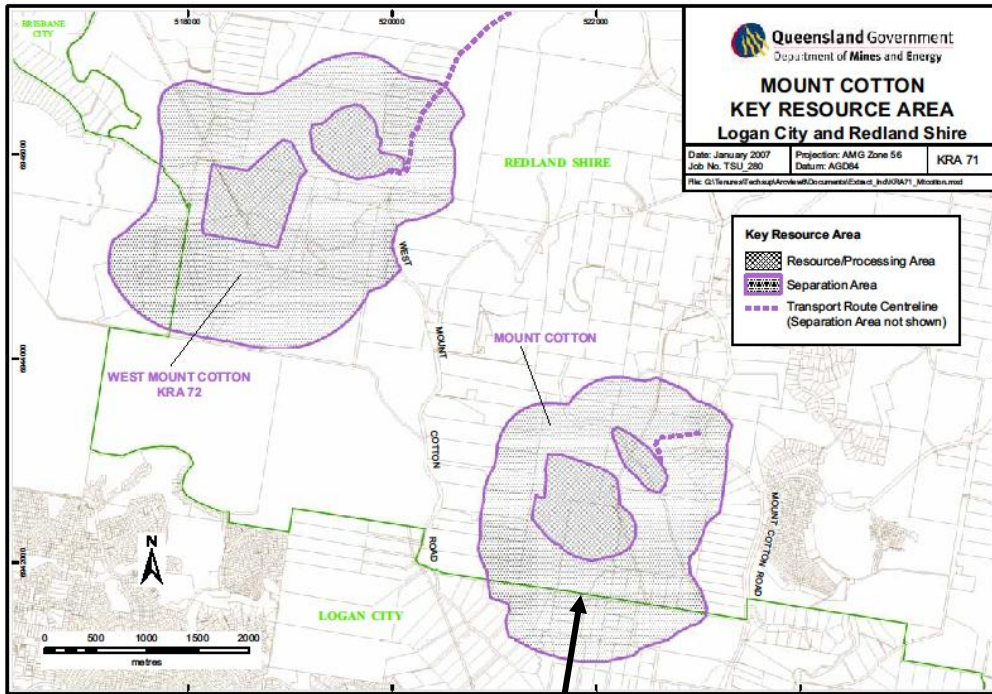 518000
520000
522000
BRISBANE
CITY
Queensland Government
Department of Mines and Energy
MOUNT COTTON
KEY RESOURCE AREA
Logan City and Redland Shire
Date: January 2007
Job No. TSU_280
Projection: AMG Zone 56
Datum: AGD84
KRA 71
6946000
REDLAND SHIRE
Key Resource Area
Resource/Processing Area
Separation Area
Transport Route Centreline
(Separation Area not shown)
WEST
MOUNT
COTTON
ROAD
6944000
WEST MOUNT COTTON
KRA 72
MOUNT COTTON
MOUNT COTTON ROAD
6942000
N
LOGAN CITY
0 500 1000 1500 2000
metres